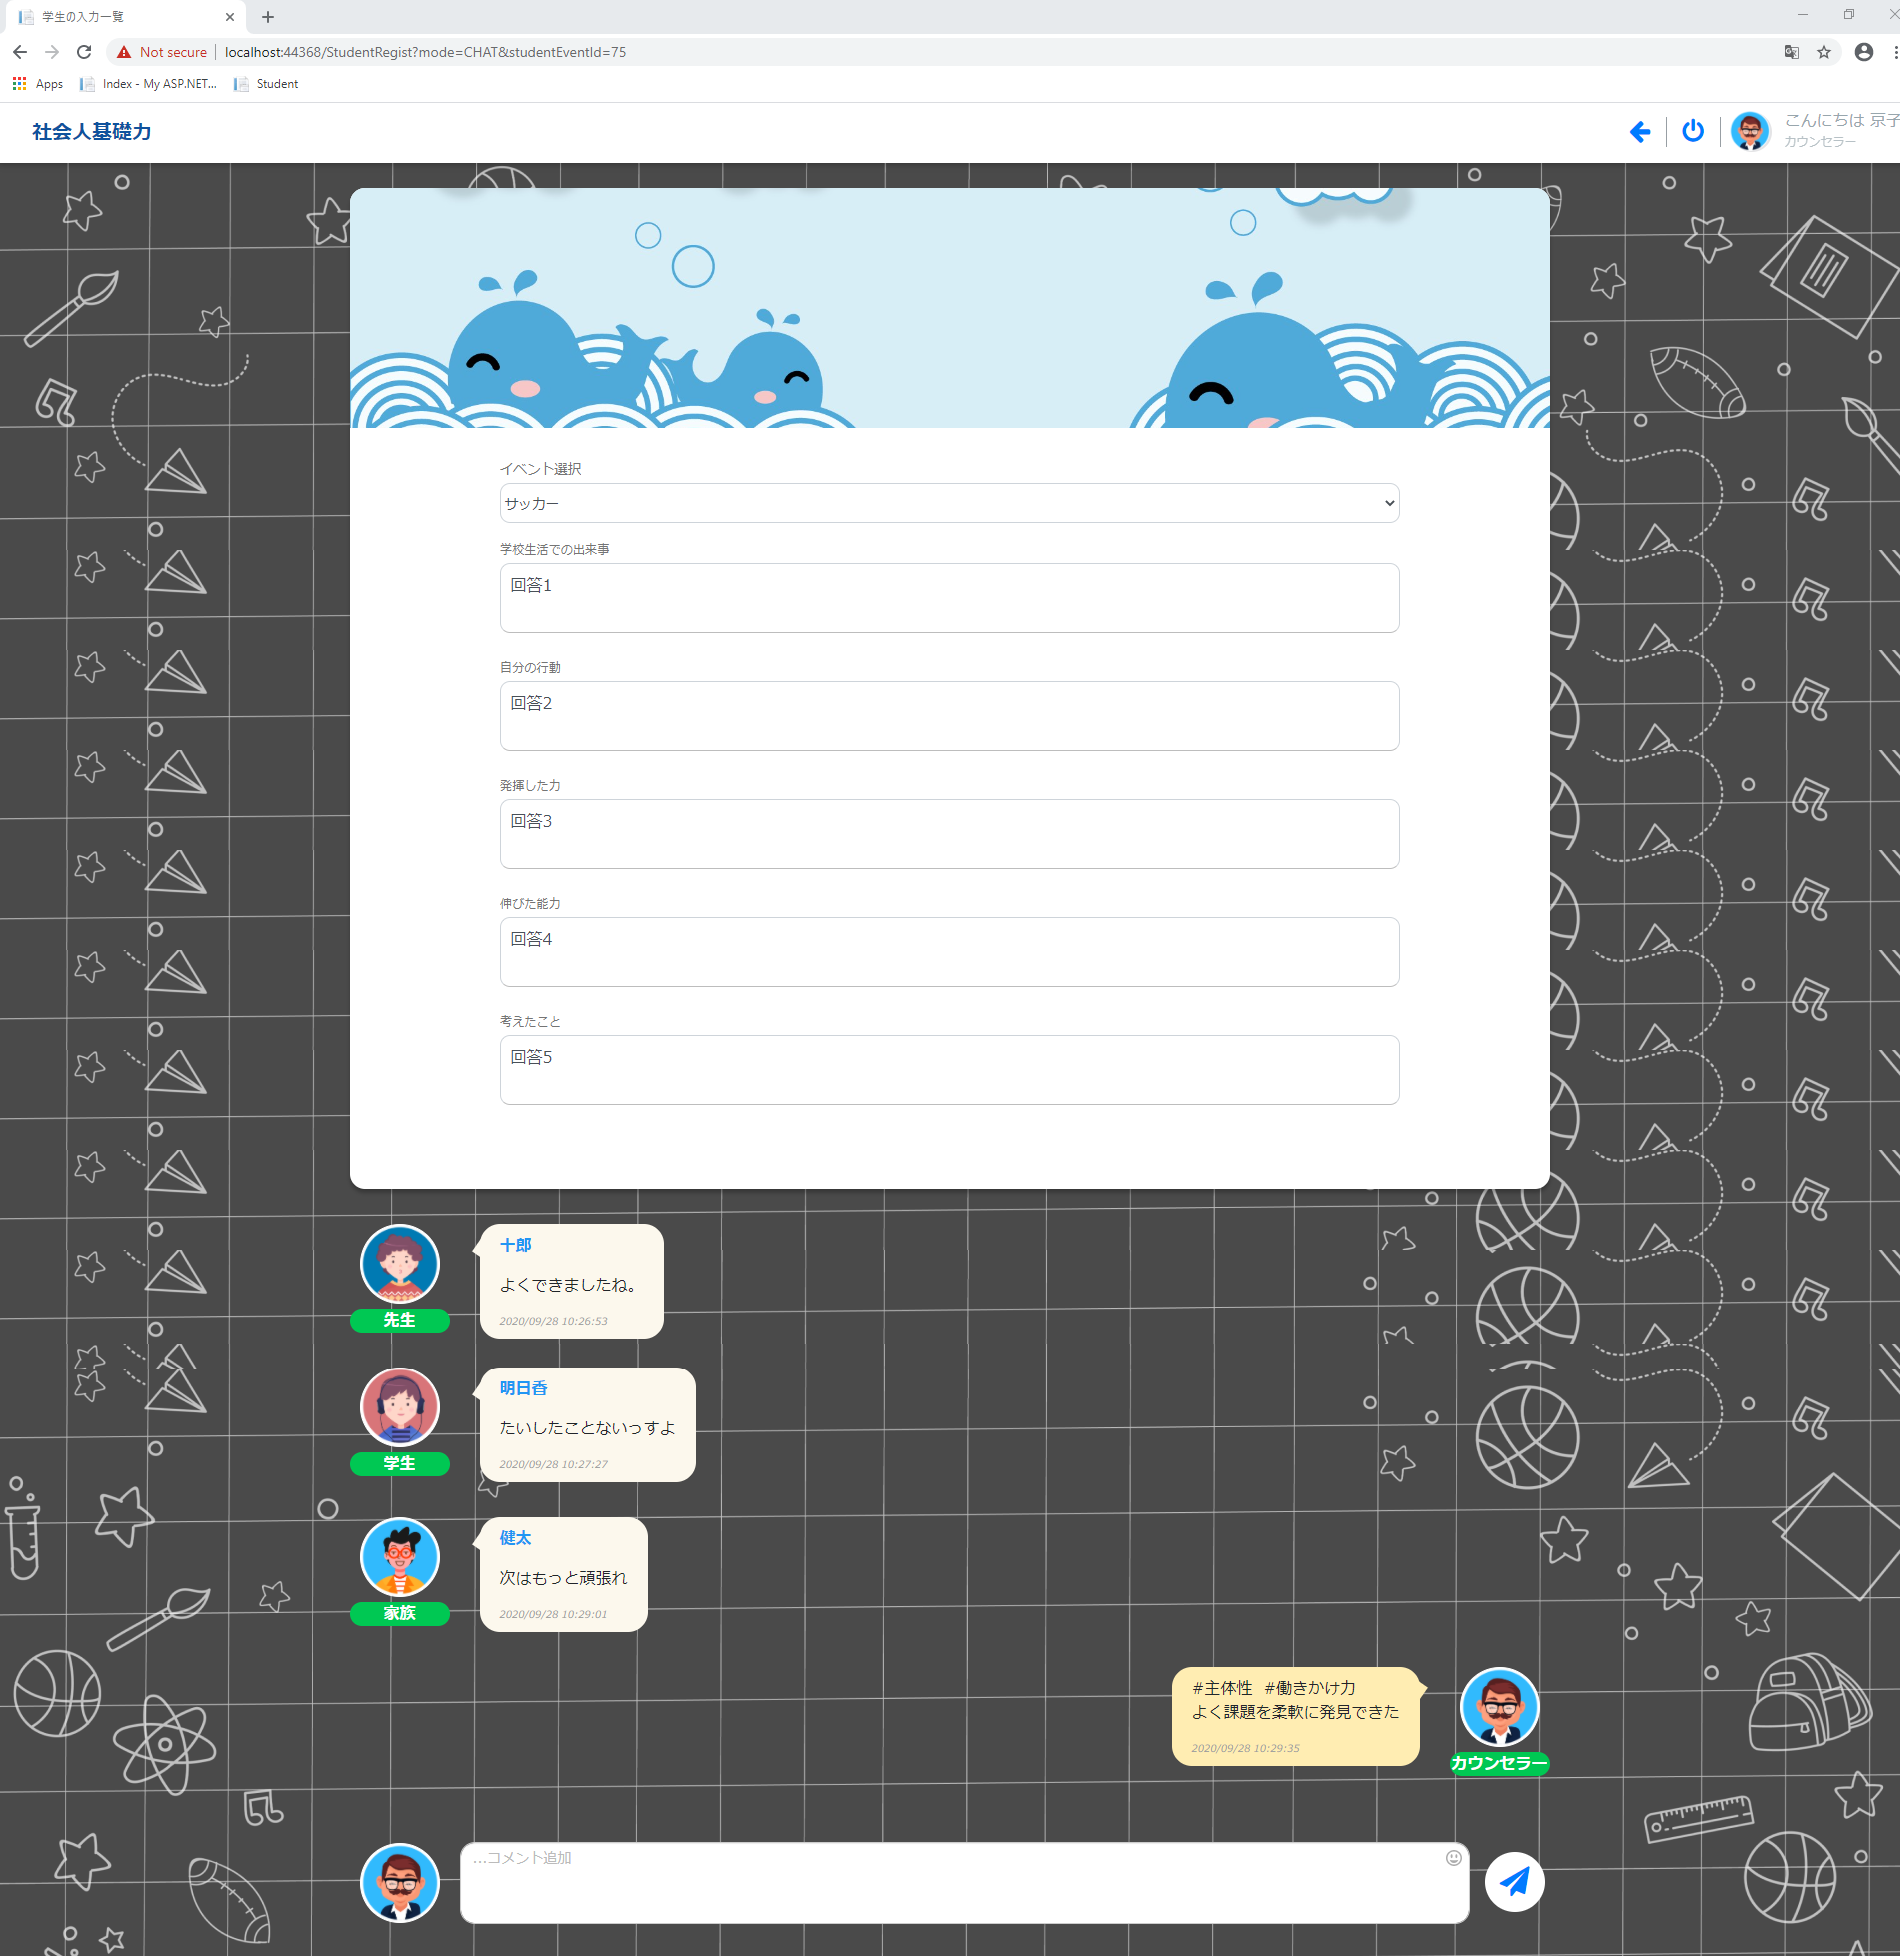 学生の入力一覧
Not secure localhost:44368/StudentRegist?mode=CHAT&studentEventId=75
Apps Index - My ASP.NET... Student
社会人基礎力
こんにちは 京子
カウンセラー
イベント選択
サッカー
学校生活での出来事
回答1
自分の行動
回答2
発揮した力
回答3
伸びた能力
回答4
考えたこと
回答5
十郎
よくできましたね。
2020/09/28 10:26:53
先生
明日香
たいしたことないっすよ
2020/09/28 10:27:27
学生
健太
次はもっと頑張れ
2020/09/28 10:29:01
家族
#主体性 #働きかけ力
よく課題を柔軟に発見できた
2020/09/28 10:29:35
カウンセラー
...コメント追加